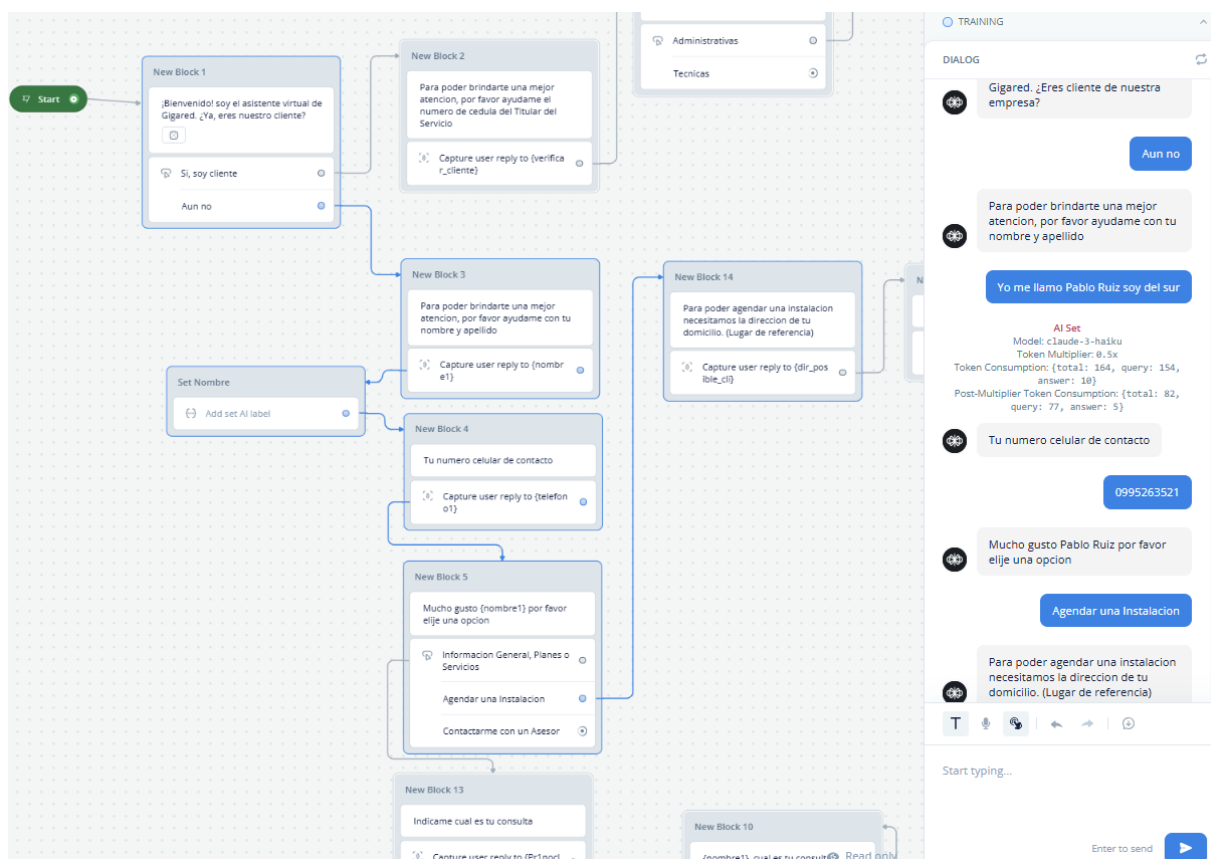 Start
New Block 1
¡Bienvenido! soy el asistente virtual de
Gigared. ¿Ya, eres nuestro cliente?
Si, soy cliente
Aun no
New Block 2
Para poder brindarte una mejor
atencion, por favor ayudame el
numero de cedula del Titular del
Servicio
Capture user reply to {verifica
r_cliente}
Administrativas
Tecnicas
New Block 3
Para poder brindarte una mejor
atencion, por favor ayudame con tu
nombre y apellido
Capture user reply to {nombr
e1}
Set Nombre
Add set AI label
New Block 4
Tu numero celular de contacto
Capture user reply to {telefon
o1}
New Block 5
Mucho gusto {nombre1} por favor
elije una opcion
Informacion General, Planes o
Servicios
Agendar una Instalacion
Contactarme con un Asesor
New Block 13
Indicame cual es tu consulta
Capture user reply to {Pr1nocl
New Block 14
Para poder agendar una instalacion
necesitamos la direccion de tu
domicilio. (Lugar de referencia)
Capture user reply to {dir_pos
ible_cli}
N
New Block 10
{nombre1}, cual es tu consult
Read only
TRAINING
DIALOG
Gigared. ¿Eres cliente de nuestra
empresa?
Aun no
Para poder brindarte una mejor
atencion, por favor ayudame con tu
nombre y apellido
Yo me llamo Pablo Ruiz soy del sur
AI Set
Model: claude-3-haiku
Token Multiplier: 0.5x
Token Consumption: {total: 164, query: 154,
answer: 10}
Post-Multiplier Token Consumption: {total: 82,
query: 77, answer: 5}
Tu numero celular de contacto
0995263521
Mucho gusto Pablo Ruiz por favor
elije una opcion
Agendar una Instalacion
Para poder agendar una instalacion
necesitamos la direccion de tu
domicilio. (Lugar de referencia)
T
Start typing...
Enter to send